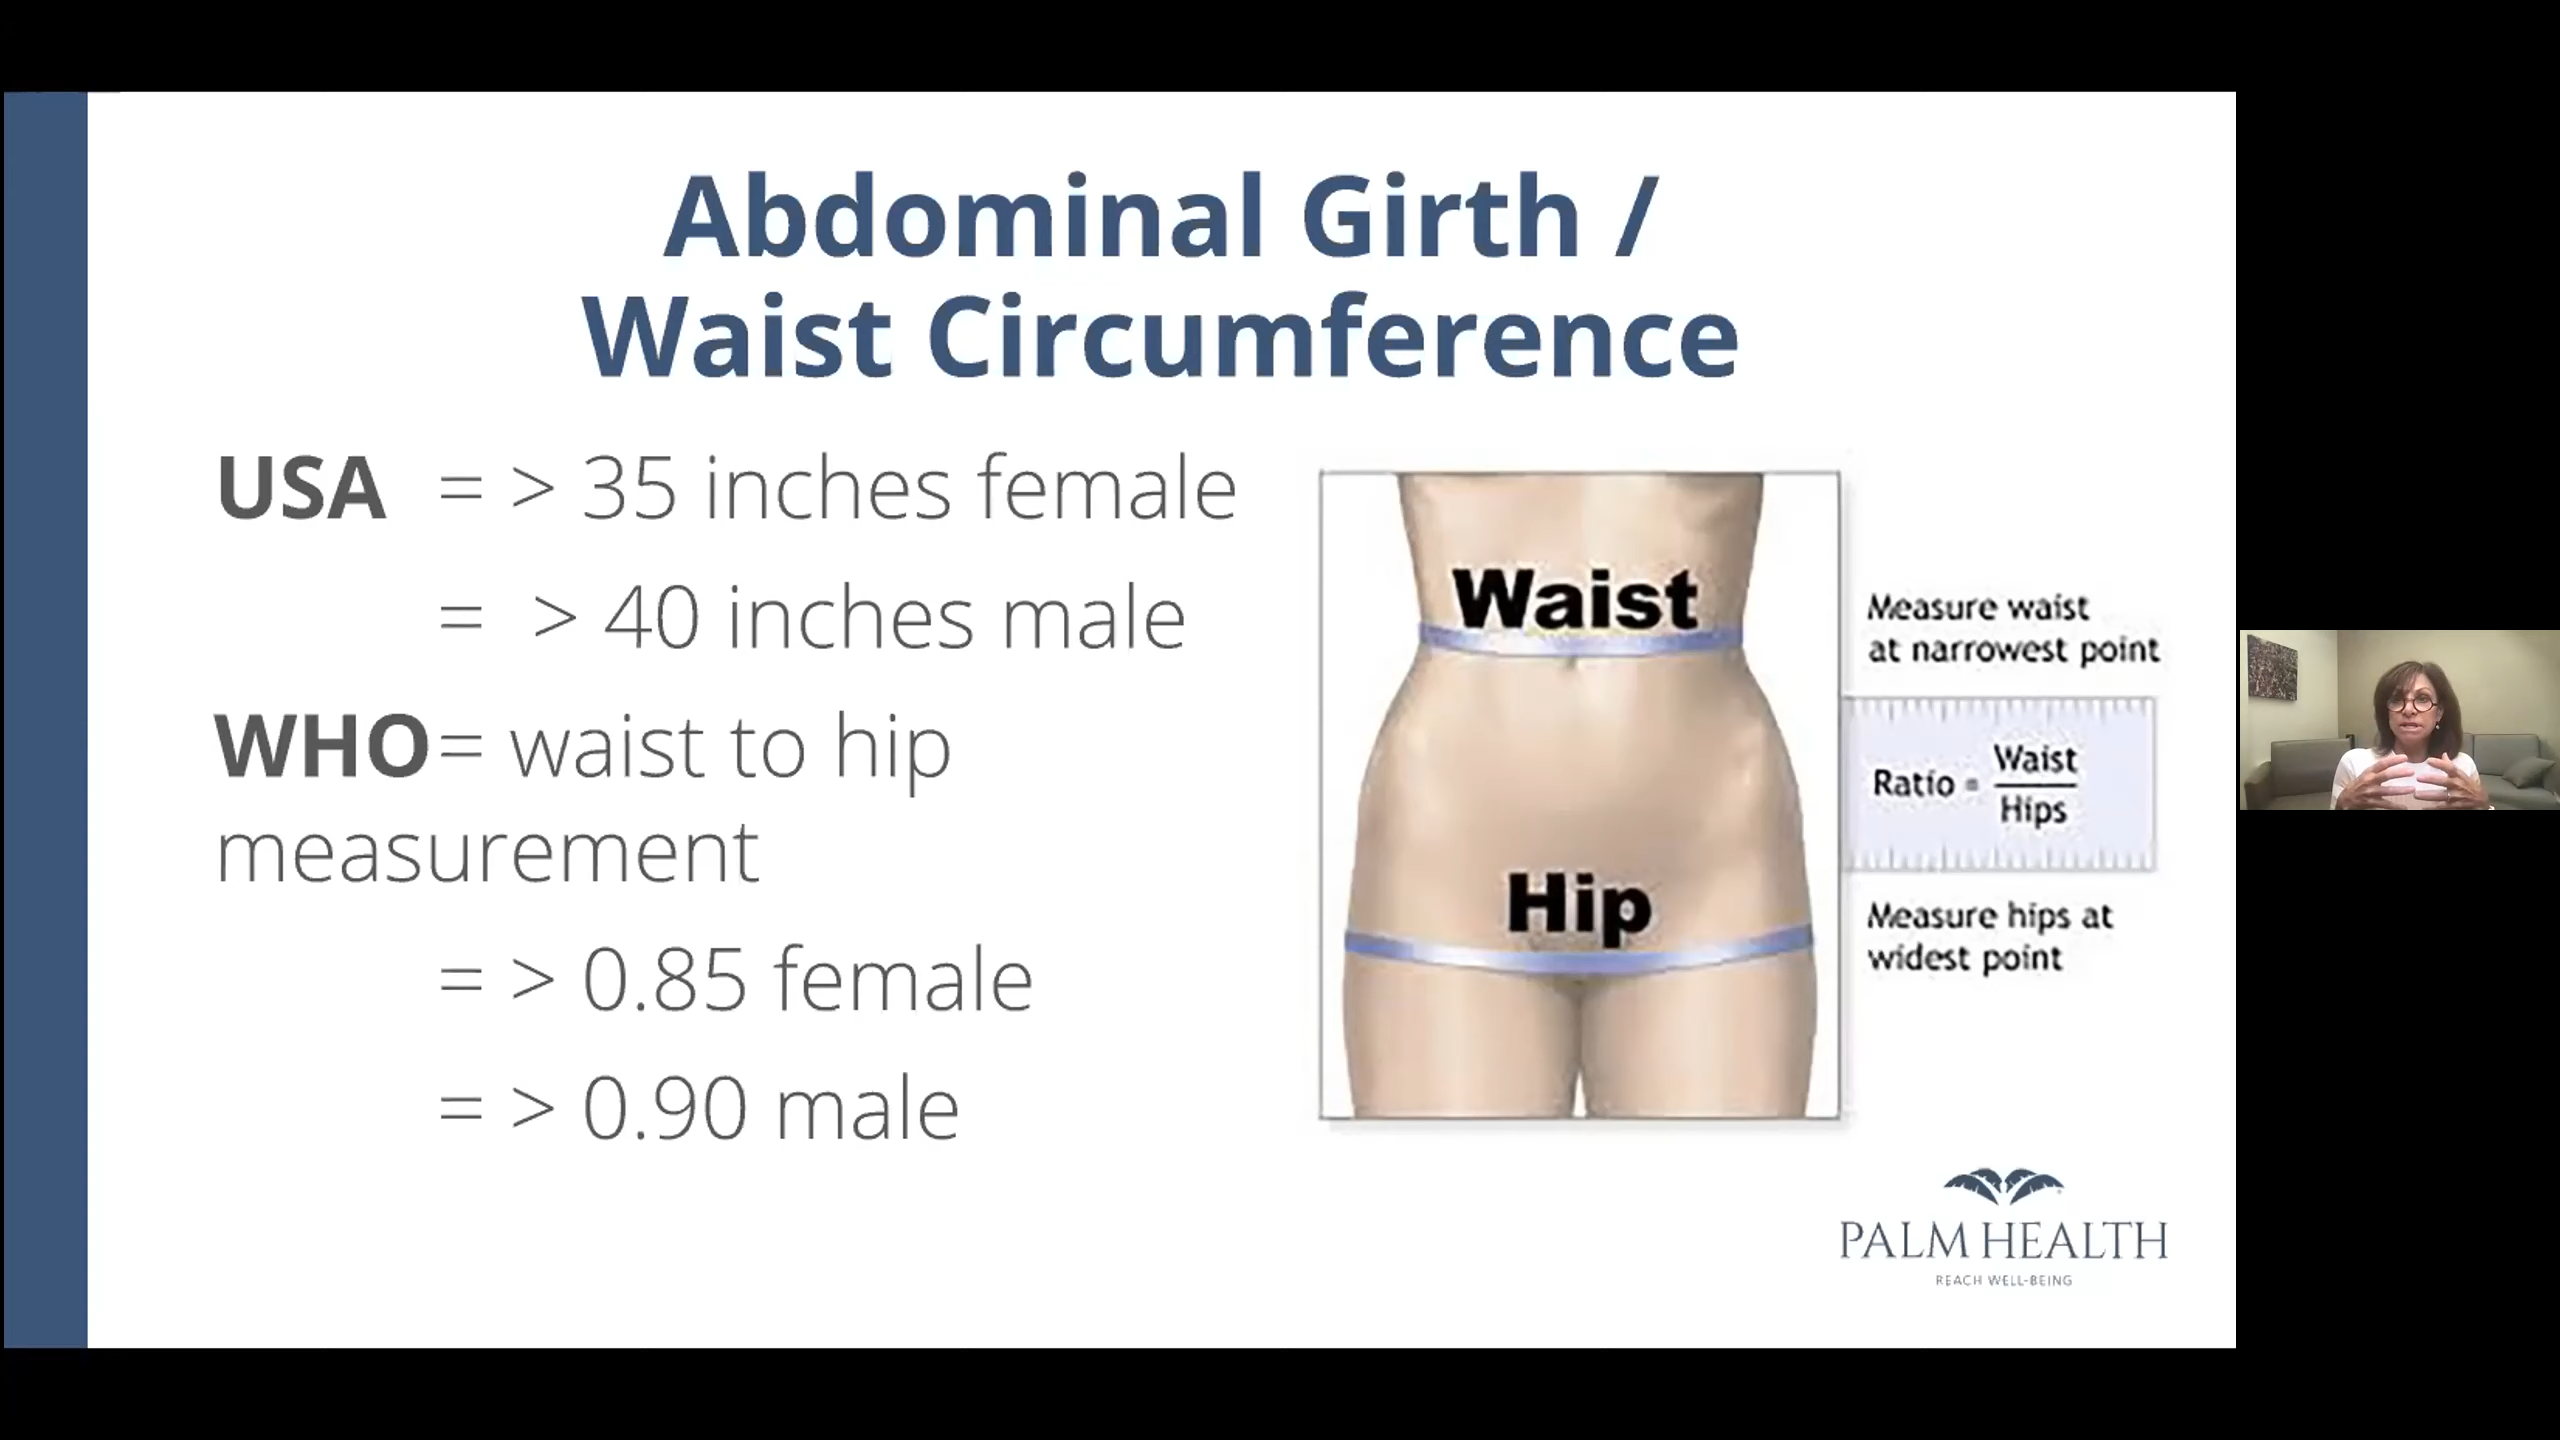 Abdominal Girth /
Waist Circumference
USA = > 35 inches female
= > 40 inches male
WHO= waist to hip
measurement
= > 0.85 female
= > 0.90 male
Waist
Hip
Measure waist
at narrowest point
Ratio = Waist
Hips
Measure hips at
widest point
PALM HEALTH
REACH WELL-BEING